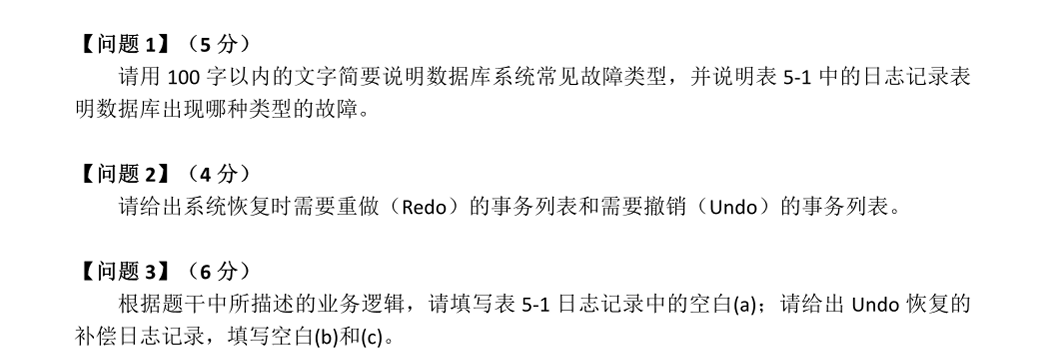 【问题 1】（5 分）
请用 100 字以内的文字简要说明数据库系统常见故障类型，并说明表 5-1 中的日志记录表
明数据库出现哪种类型的故障。
【问题 2】（4 分）
请给出系统恢复时需要重做（Redo）的事务列表和需要撤销（Undo）的事务列表。
【问题 3】（6 分）
根据题干中所描述的业务逻辑，请填写表 5-1 日志记录中的空白(a)；请给出 Undo 恢复的
补偿日志记录，填写空白(b)和(c)。